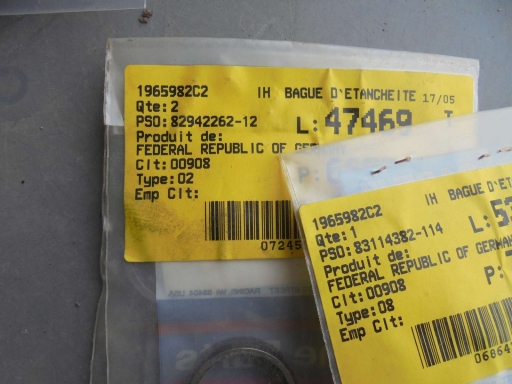 1965982C2 IH BAGUE D'ETANCHEITE 17/05
Qte: 2
PSO: 82942262-12 L: 47469
Produit de:
FEDERAL REPUBLIC OF
Clt: 00908 P:
Type: 02
Emp Clt:
1965982C2 IH
Qte: 1
PSO: 83114382-114 L:
Produit de:
FEDERAL REPUBLIC OF GERMAN
Clt: 00908 P:
Type: 08
Emp Clt: